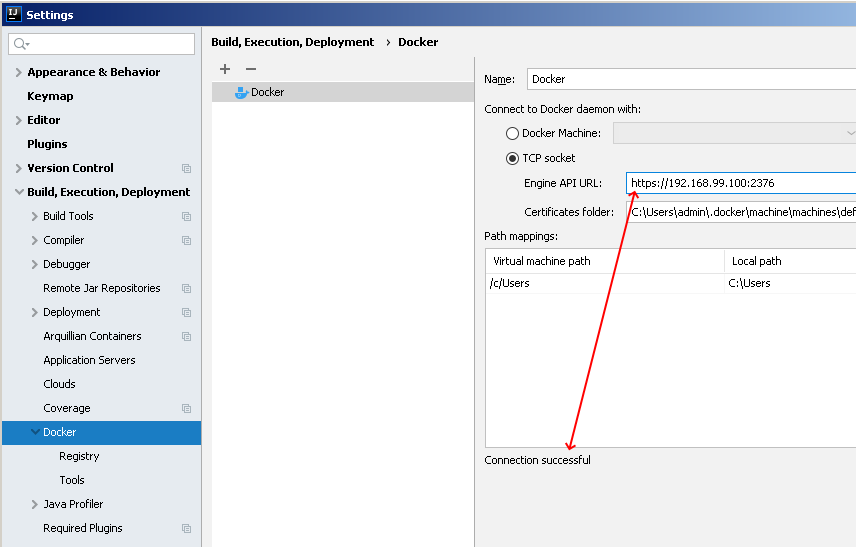 IJ Settings
Build, Execution, Deployment › Docker
Appearance & Behavior
Keymap
Editor
Plugins
Version Control
Build, Execution, Deployment
Build Tools
Compiler
Debugger
Remote Jar Repositories
Deployment
Arquillian Containers
Application Servers
Clouds
Coverage
Docker
Registry
Tools
Java Profiler
Required Plugins
Docker
Name: Docker
Connect to Docker daemon with:
Docker Machine:
TCP socket
Engine API URL: https://192.168.99.100:2376
Certificates folder: C:\Users\admin\.docker\machine\machines\def
Path mappings:
Virtual machine path Local path
/c/Users C:\Users
Connection successful